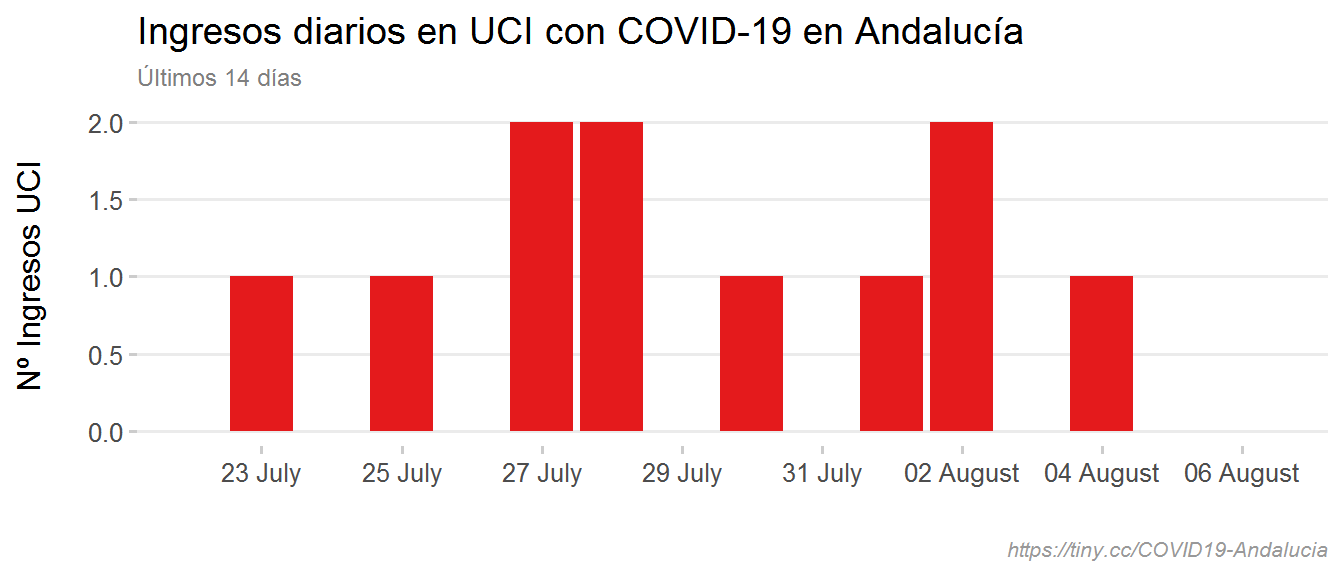 Ingresos diarios en UCI con COVID-19 en Andalucía
Últimos 14 días
Nº Ingresos UCI
2.0
1.5
1.0
0.5
0.0
23 July 25 July 27 July 29 July 31 July 02 August 04 August 06 August
https://tiny.cc/COVID19-Andalucia